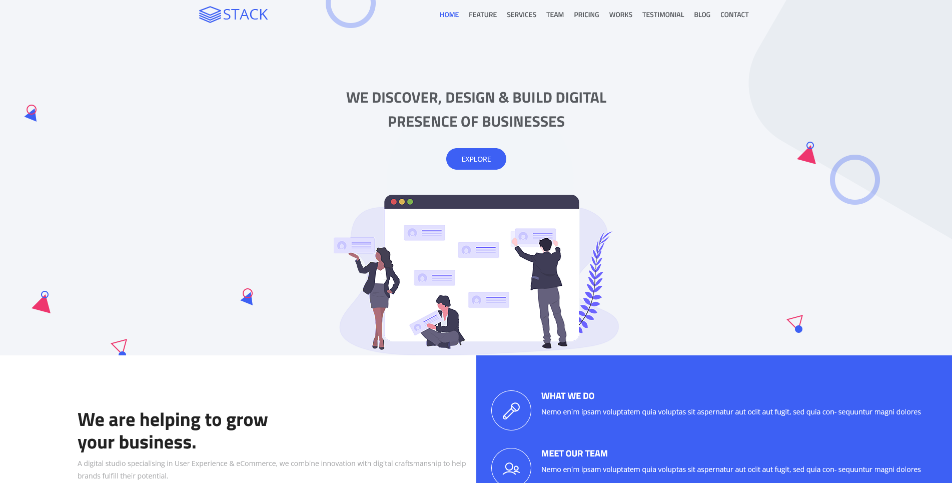 STACK
HOME FEATURE SERVICES TEAM PRICING WORKS TESTIMONIAL BLOG CONTACT
WE DISCOVER, DESIGN & BUILD DIGITAL
PRESENCE OF BUSINESSES
EXPLORE
We are helping to grow
your business.
A digital studio specialising in User Experience & eCommerce, we combine innovation with digital craftsmanship to help
brands fulfill their potential.
WHAT WE DO
Nemo enim ipsam voluptatem quia voluptas sit aspernatur aut odit aut fugit, sed quia con- sequuntur magni dolores
MEET OUR TEAM
Nemo enim ipsam voluptatem quia voluptas sit aspernatur aut odit aut fugit, sed quia con- sequuntur magni dolores